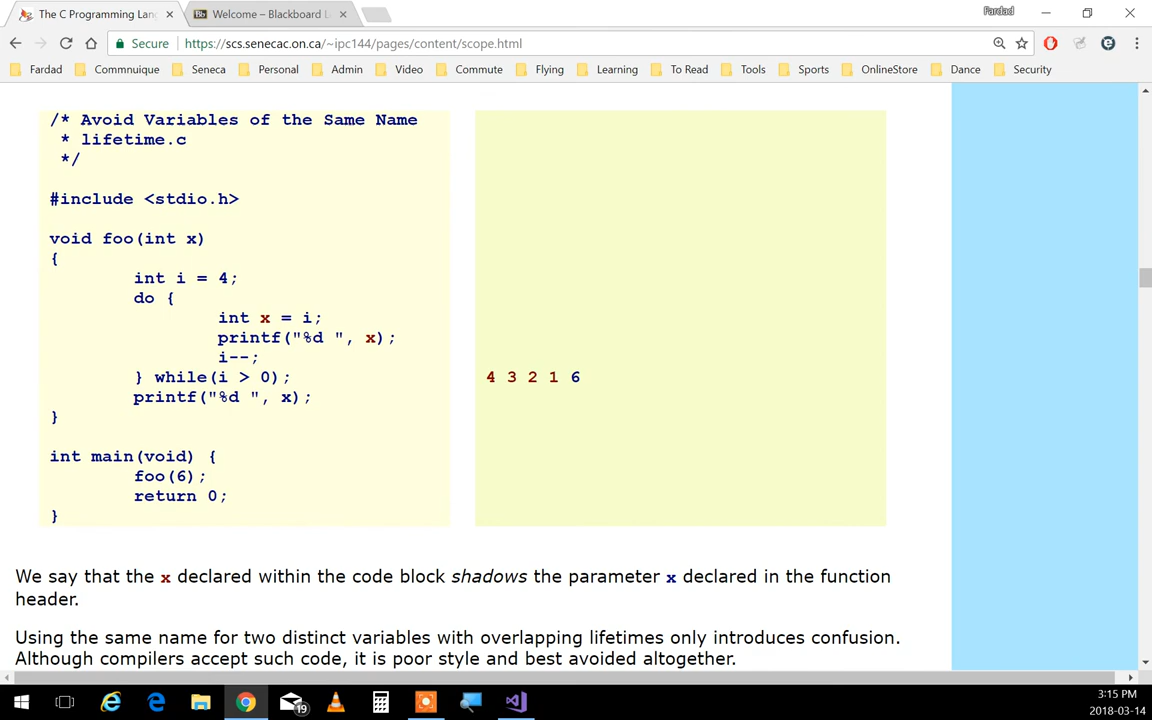 The C Programming Lan
Welcome – Blackboard L
Fardad
Secure
https://scs.senecac.on.ca/~ipc144/pages/content/scope.html
Fardad
Commnuique
Seneca
Personal
Admin
Video
Commute
Flying
Learning
To Read
Tools
Sports
OnlineStore
Dance
Security
/* Avoid Variables of the Same Name
* lifetime.c
*/
#include <stdio.h>
void foo(int x)
{
int i = 4;
do {
int x = i;
printf("%d ", x);
i--;
} while(i > 0);
4 3 2 1 6
printf("%d ", x);
}
int main(void) {
foo(6);
return 0;
}
We say that the x declared within the code block shadows the parameter x declared in the function
header.
Using the same name for two distinct variables with overlapping lifetimes only introduces confusion.
Although compilers accept such code, it is poor style and best avoided altogether.
19
3:15 PM
2018-03-14